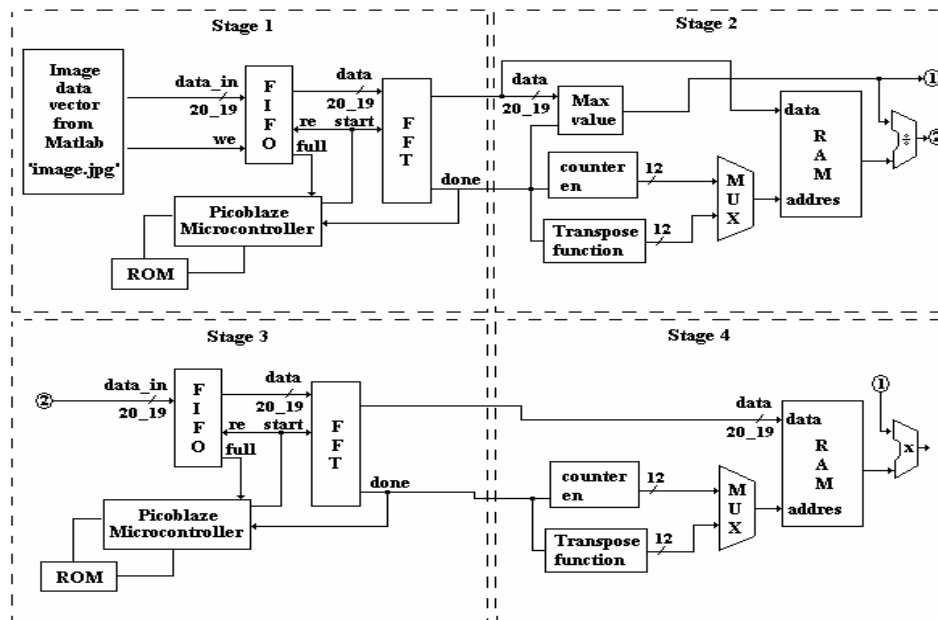 Stage 1
Image
data
vector
from
Matlab
'image.jpg'
data_in
20_19
we
F
I
F
O
data
20_19
re
start
full
F
F
T
done
Picoblaze
Microcontroller
ROM
Stage 2
data
20_19
Max
value
counter
en
12
Transpose
function
12
M
U
X
data
R
A
M
addres
1
÷
2
Stage 3
2
data_in
20_19
F
I
F
O
data
20_19
re
start
full
F
F
T
done
Picoblaze
Microcontroller
ROM
Stage 4
data
20_19
counter
en
12
Transpose
function
12
M
U
X
data
R
A
M
addres
1
x